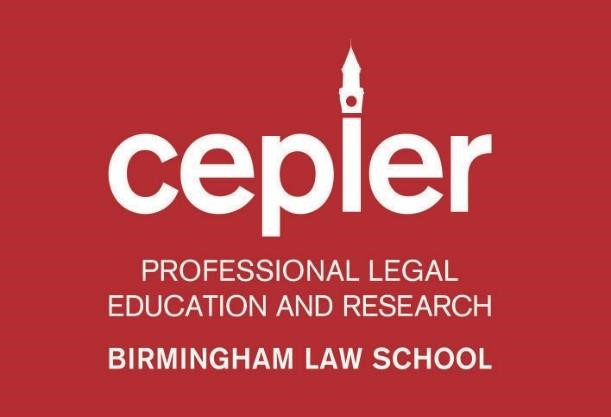 cepler
PROFESSIONAL LEGAL
EDUCATION AND RESEARCH
BIRMINGHAM LAW SCHOOL